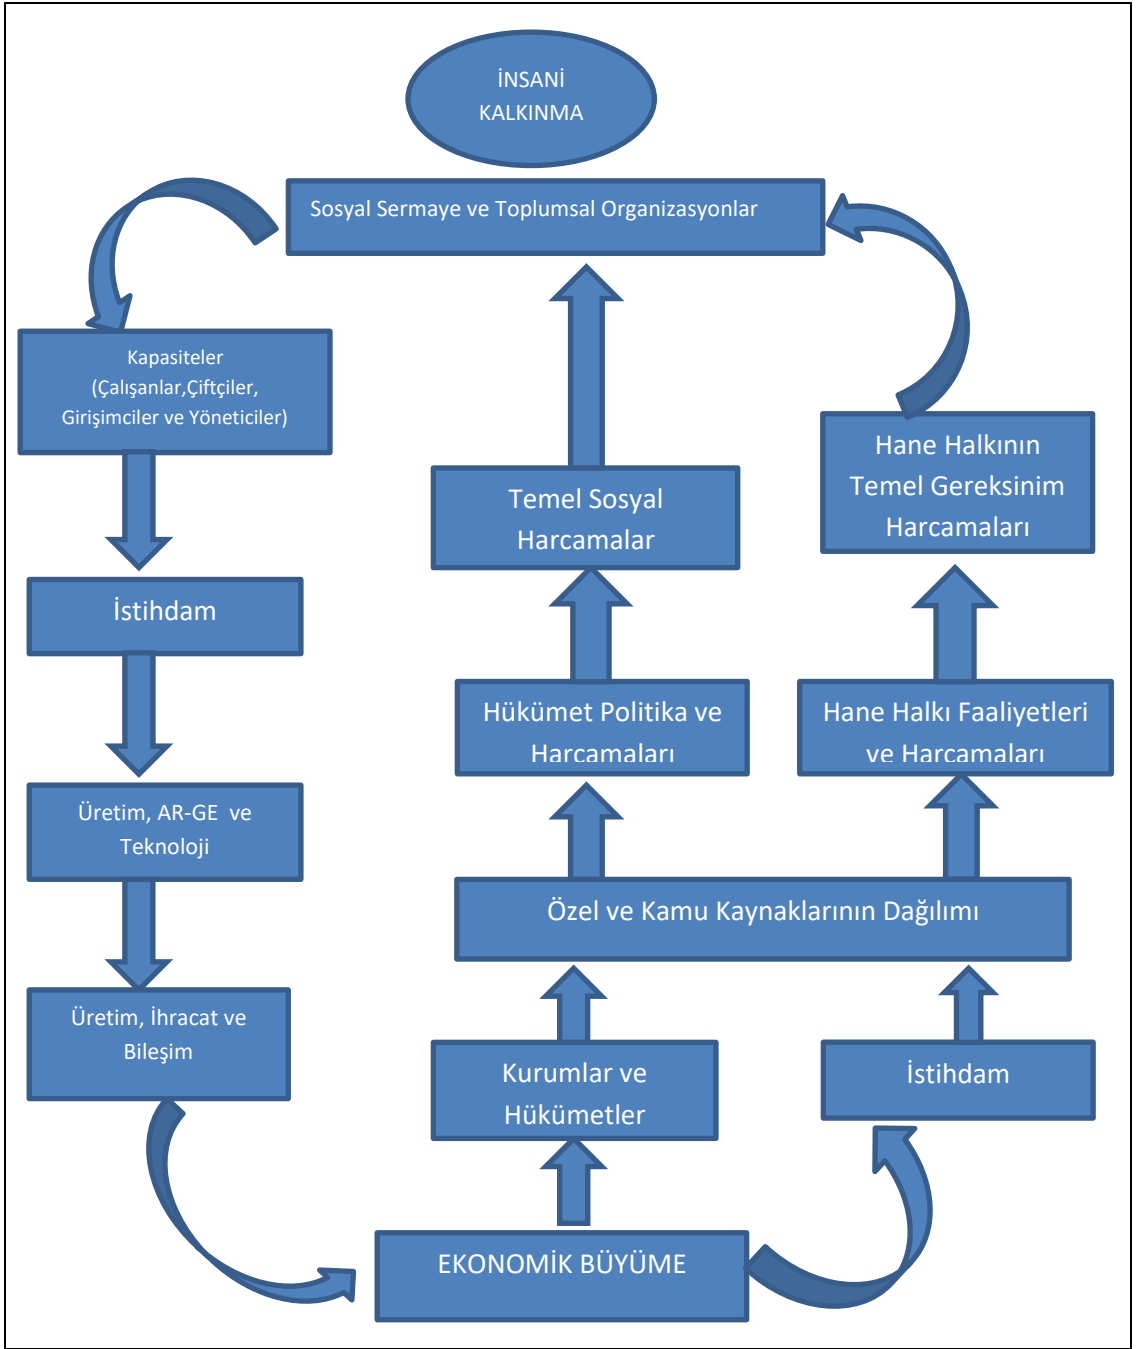 İNSANİ
KALKINMA
Sosyal Sermaye ve Toplumsal Organizasyonlar
Kapasiteler
(Çalışanlar,Çiftçiler,
Girişimciler ve Yöneticiler)
Hane Halkının
Temel Gereksinim
Harcamaları
Temel Sosyal
Harcamalar
İstihdam
Hükümet Politika ve
Harcamaları
Hane Halkı Faaliyetleri
ve Harcamaları
Üretim, AR-GE ve
Teknoloji
Özel ve Kamu Kaynaklarının Dağılımı
Üretim, İhracat ve
Bileşim
Kurumlar ve
Hükümetler
İstihdam
EKONOMİK BÜYÜME